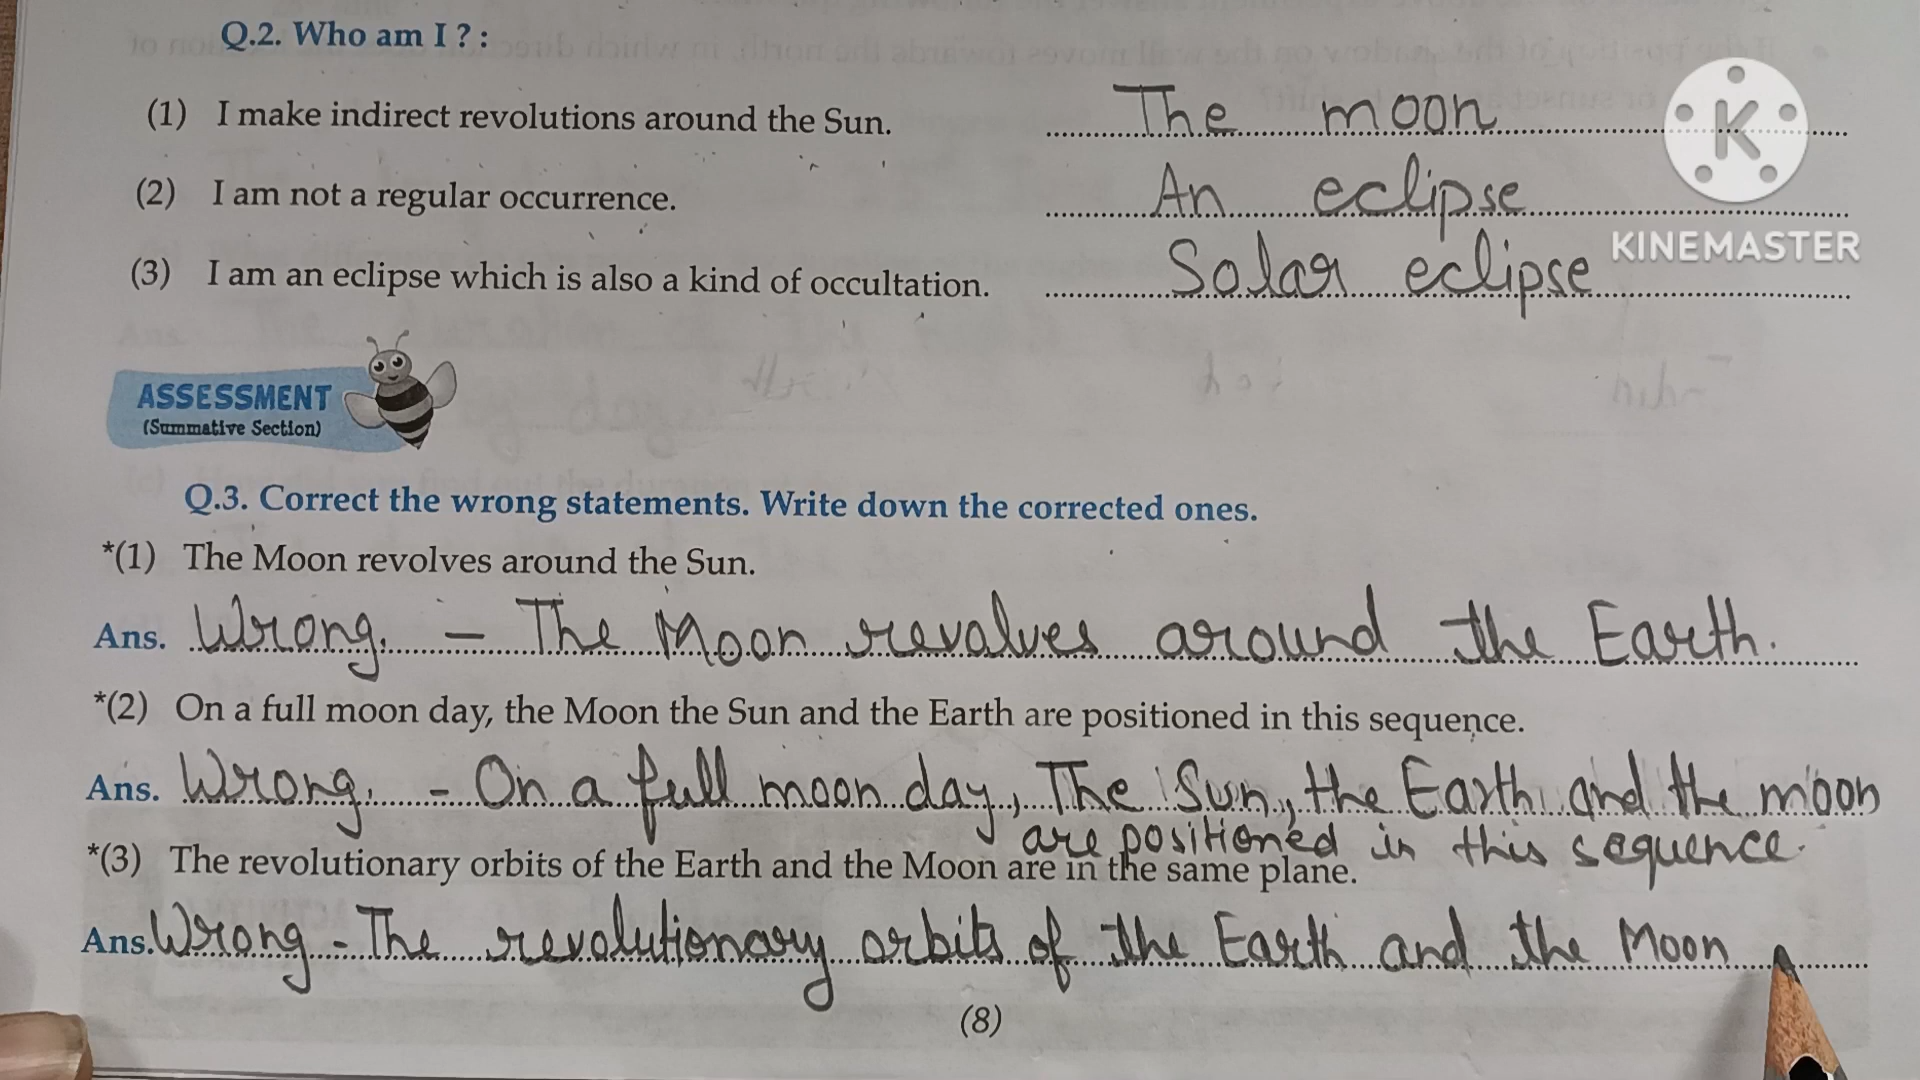 Q.2. Who am I ? :
(1) I make indirect revolutions around the Sun. The moon
(2) I am not a regular occurrence. An eclipse
KINEMASTER
(3) I am an eclipse which is also a kind of occultation. Solar eclipse
ASSESSMENT
(Summative Section)
Q.3. Correct the wrong statements. Write down the corrected ones.
*(1) The Moon revolves around the Sun.
Ans. Wrong. - The Moon revolves around the Earth.
*(2) On a full moon day, the Moon the Sun and the Earth are positioned in this sequence.
Ans. Wrong. - On a full moon day, The Sun, the Earth and the moon
are positioned in this sequence.
*(3) The revolutionary orbits of the Earth and the Moon are in the same plane.
Ans. Wrong - The revolutionary orbits of the Earth and the Moon
(8)